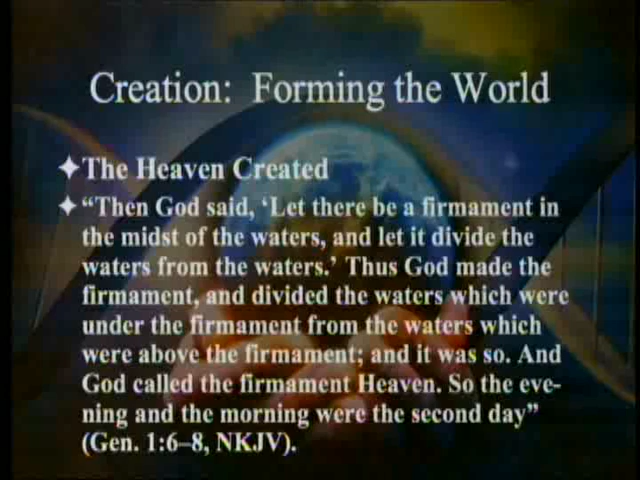 Creation: Forming the World
✦The Heaven Created
✦“Then God said, ‘Let there be a firmament in
the midst of the waters, and let it divide the
waters from the waters.’ Thus God made the
firmament, and divided the waters which were
under the firmament from the waters which
were above the firmament; and it was so. And
God called the firmament Heaven. So the eve-
ning and the morning were the second day”
(Gen. 1:6–8, NKJV).